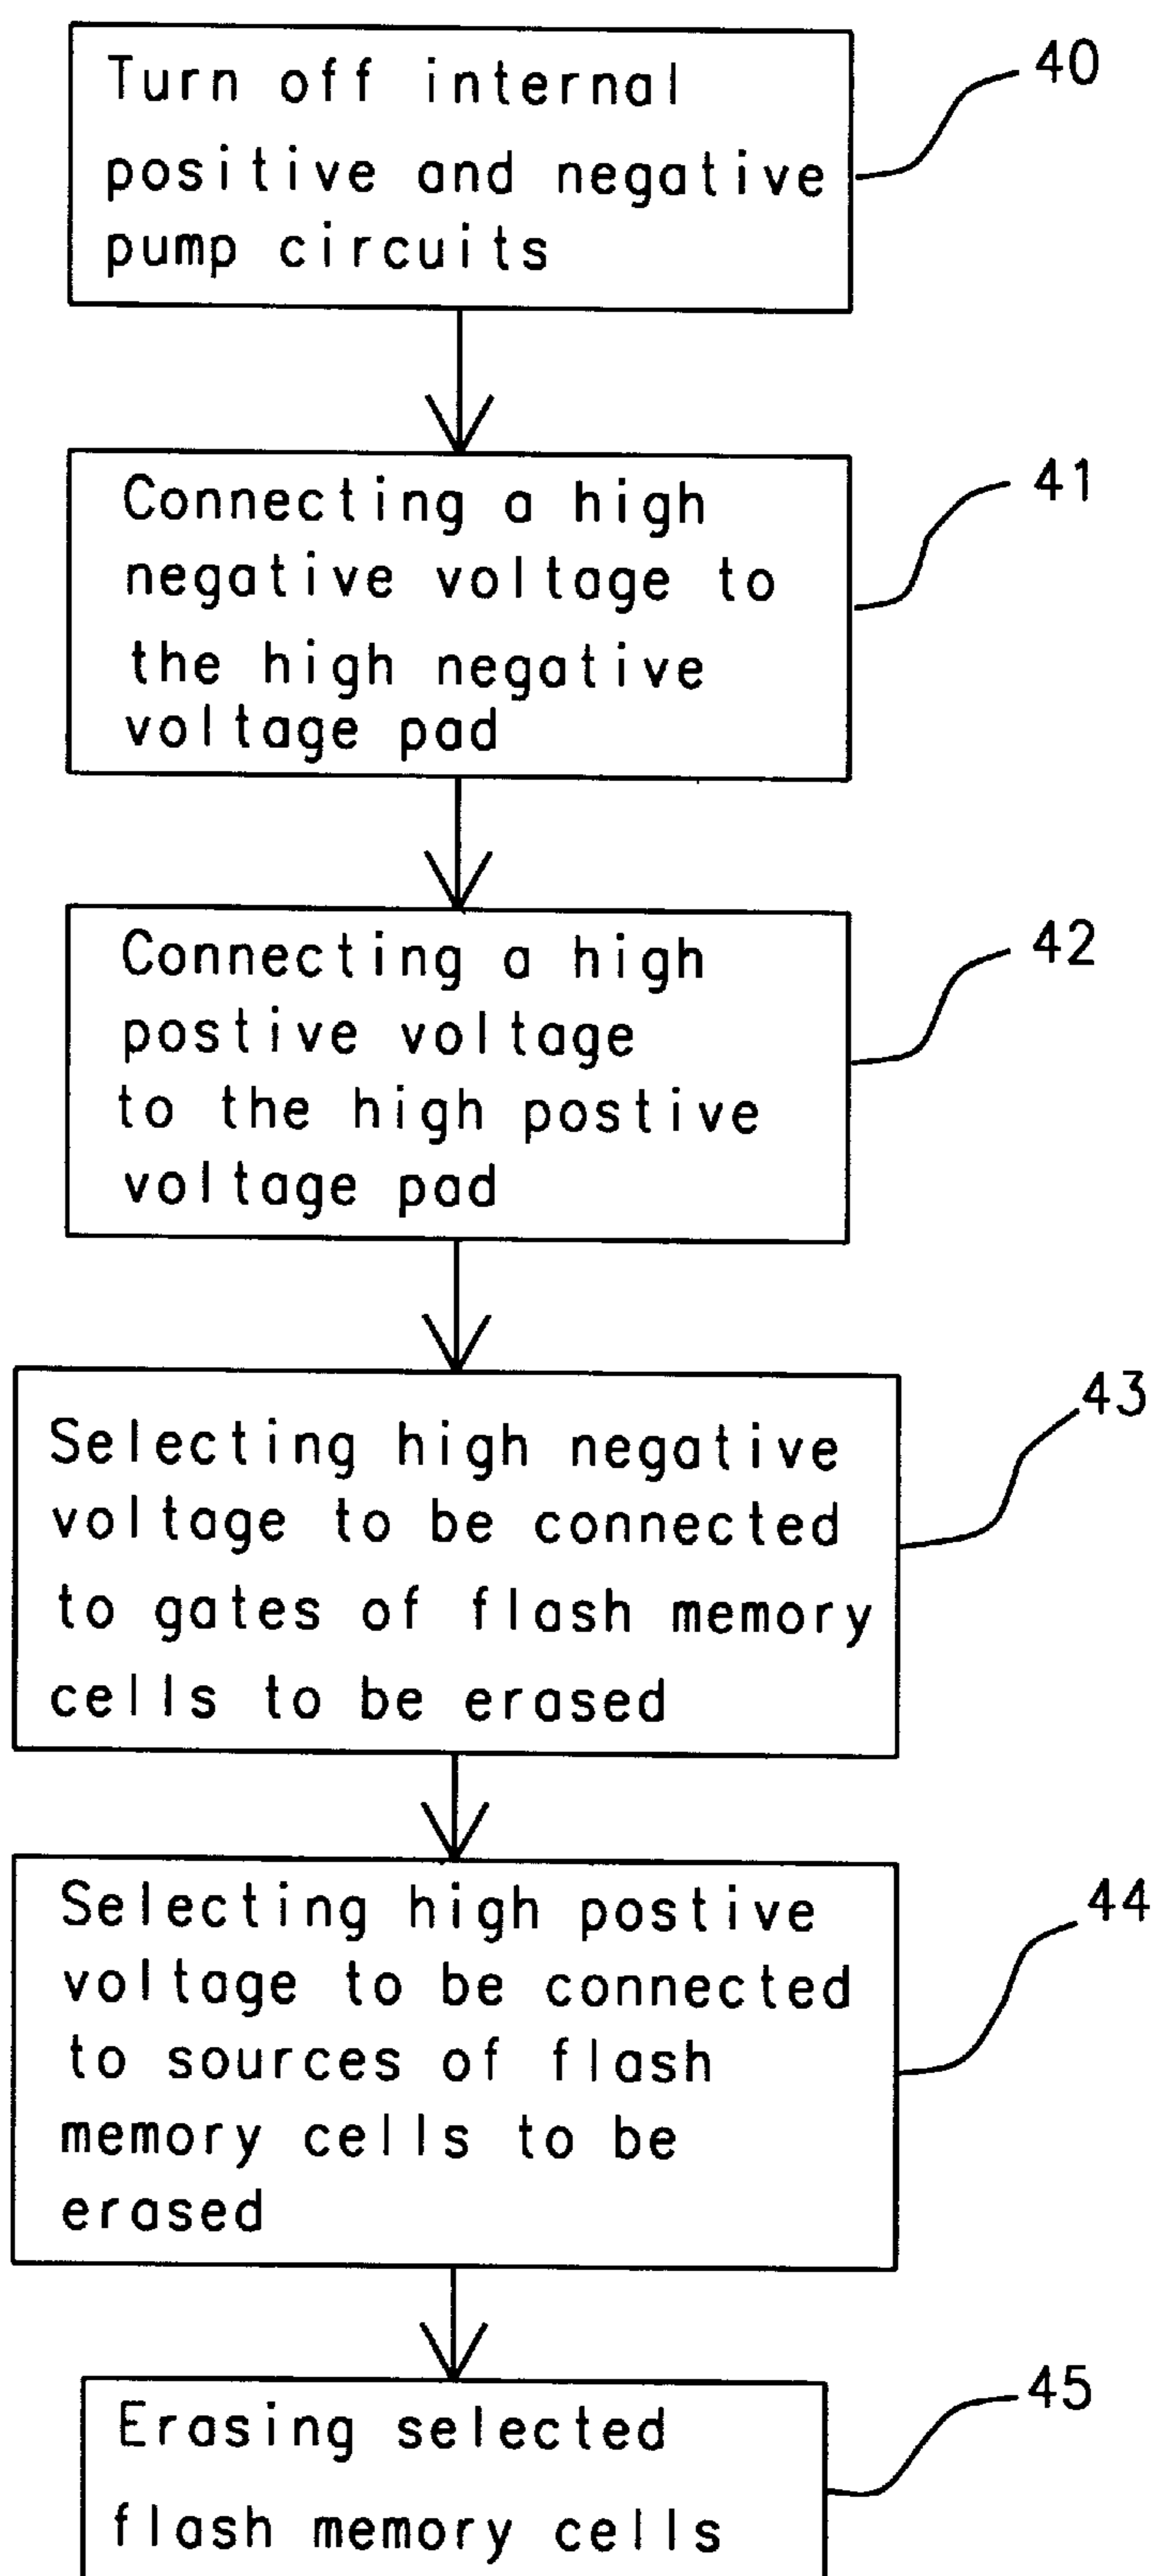 Turn off internal
positive and negative
pump circuits
40
Connecting a high
negative voltage to
the high negative
voltage pad
41
Connecting a high
postive voltage
to the high postive
voltage pad
42
Selecting high negative
voltage to be connected
to gates of flash memory
cells to be erased
43
Selecting high postive
voltage to be connected
to sources of flash
memory cells to be
erased
44
Erasing selected
flash memory cells
45